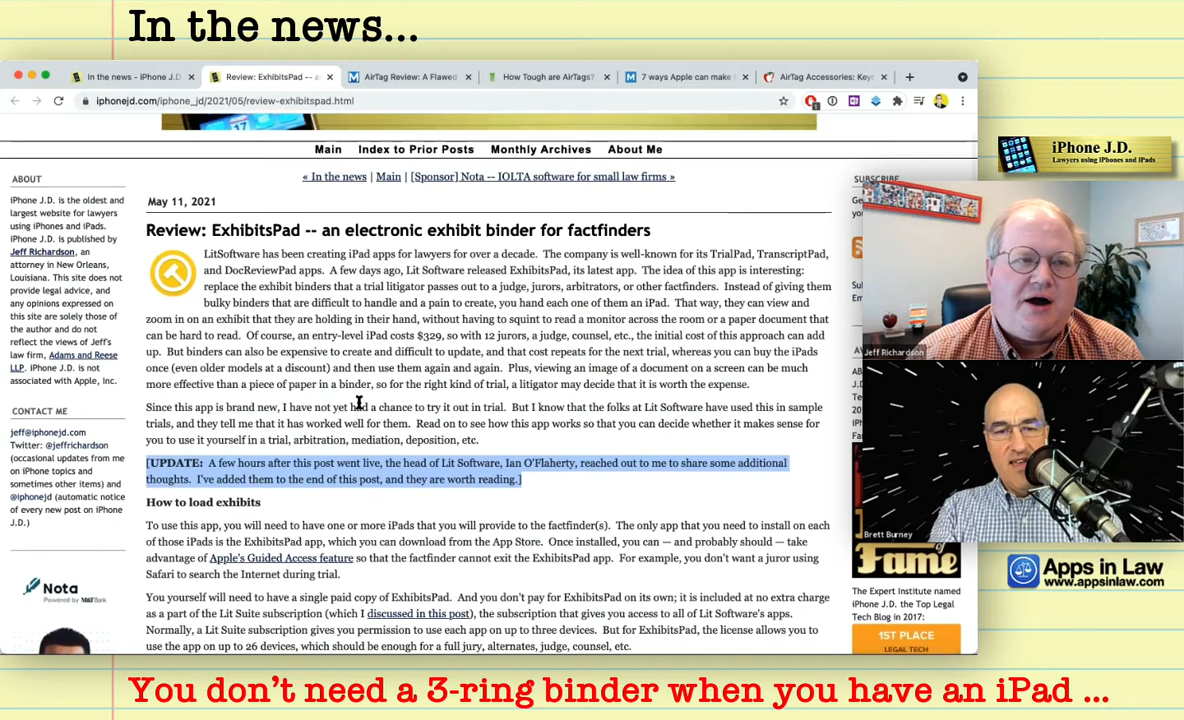 In the news...
In the news - iPhone J.D.
Review: ExhibitsPad -- a
AirTag Review: A Flawed
How Tough are AirTags?
7 ways Apple can make
AirTag Accessories: Key
iphonejd.com/iphone_jd/2021/05/review-exhibitspad.html
Main Index to Prior Posts Monthly Archives About Me
« In the news | Main | [Sponsor] Nota -- IOLTA software for small law firms »
ABOUT
iPhone J.D. is the oldest and
largest website for lawyers
using iPhones and iPads.
iPhone J.D. is published by
Jeff Richardson, an
attorney in New Orleans,
Louisiana. This site does not
provide legal advice, and
any opinions expressed on
this site are solely those of
the author and do not
reflect the views of Jeff's
law firm, Adams and Reese
LLP. iPhone J.D. is not
associated with Apple, Inc.
CONTACT ME
jeff@iphonejd.com
Twitter: @jeffrichardson
(occasional updates from me
on iPhone topics and
sometimes other items) and
@iphonejd (automatic notice
of every new post on iPhone
J.D.)
Nota
Powered by M&T Bank
May 11, 2021
Review: ExhibitsPad -- an electronic exhibit binder for factfinders
LitSoftware has been creating iPad apps for lawyers for over a decade. The company is well-known for its TrialPad, TranscriptPad,
and DocReviewPad apps. A few days ago, Lit Software released ExhibitsPad, its latest app. The idea of this app is interesting:
replace the exhibit binders that a trial litigator passes out to a judge, jurors, arbitrators, or other factfinders. Instead of giving them
bulky binders that are difficult to handle and a pain to create, you hand each one of them an iPad. That way, they can view and
zoom in on an exhibit that they are holding in their hand, without having to squint to read a monitor across the room or a paper document that
can be hard to read. Of course, an entry-level iPad costs $329, so with 12 jurors, a judge, counsel, etc., the initial cost of this approach can add
up. But binders can also be expensive to create and difficult to update, and that cost repeats for the next trial, whereas you can buy the iPads
once (even older models at a discount) and then use them again and again. Plus, viewing an image of a document on a screen can be much
more effective than a piece of paper in a binder, so for the right kind of trial, a litigator may decide that it is worth the expense.
Since this app is brand new, I have not yet had a chance to try it out in trial. But I know that the folks at Lit Software have used this in sample
trials, and they tell me that it has worked well for them. Read on to see how this app works so that you can decide whether it makes sense for
you to use it yourself in a trial, arbitration, mediation, deposition, etc.
[UPDATE: A few hours after this post went live, the head of Lit Software, Ian O'Flaherty, reached out to me to share some additional
thoughts. I've added them to the end of this post, and they are worth reading.]
How to load exhibits
To use this app, you will need to have one or more iPads that you will provide to the factfinder(s). The only app that you need to install on each
of those iPads is the ExhibitsPad app, which you can download from the App Store. Once installed, you can — and probably should — take
advantage of Apple's Guided Access feature so that the factfinder cannot exit the ExhibitsPad app. For example, you don't want a juror using
Safari to search the Internet during trial.
You yourself will need to have a single paid copy of ExhibitsPad. And you don't pay for ExhibitsPad on its own; it is included at no extra charge
as a part of the Lit Suite subscription (which I discussed in this post), the subscription that gives you access to all of Lit Software's apps.
Normally, a Lit Suite subscription gives you permission to use each app on up to three devices. But for ExhibitsPad, the license allows you to
use the app on up to 26 devices, which should be enough for a full jury, alternates, judge, counsel, etc.
SUBSCRIBE
iPhone J.D.
Lawyers using iPhones and iPads
Jeff Richardson
Brett Burney
Fame
The Expert Institute named
iPhone J.D. the Top Legal
Tech Blog in 2017:
1ST PLACE
LEGAL TECH
Apps in Law
www.appsinlaw.com
You don't need a 3-ring binder when you have an iPad ...